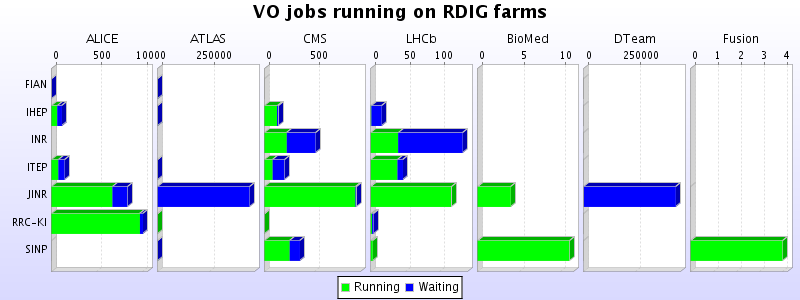 VO jobs running on RDIG farms
ALICE ATLAS CMS LHCb BioMed DTeam Fusion
0 500 1000 0 250000 0 500 0 50 100 0 5 10 0 250000 0 1 2 3 4
FIAN
IHEP
INR
ITEP
JINR
RRC-KI
SINP
Running Waiting